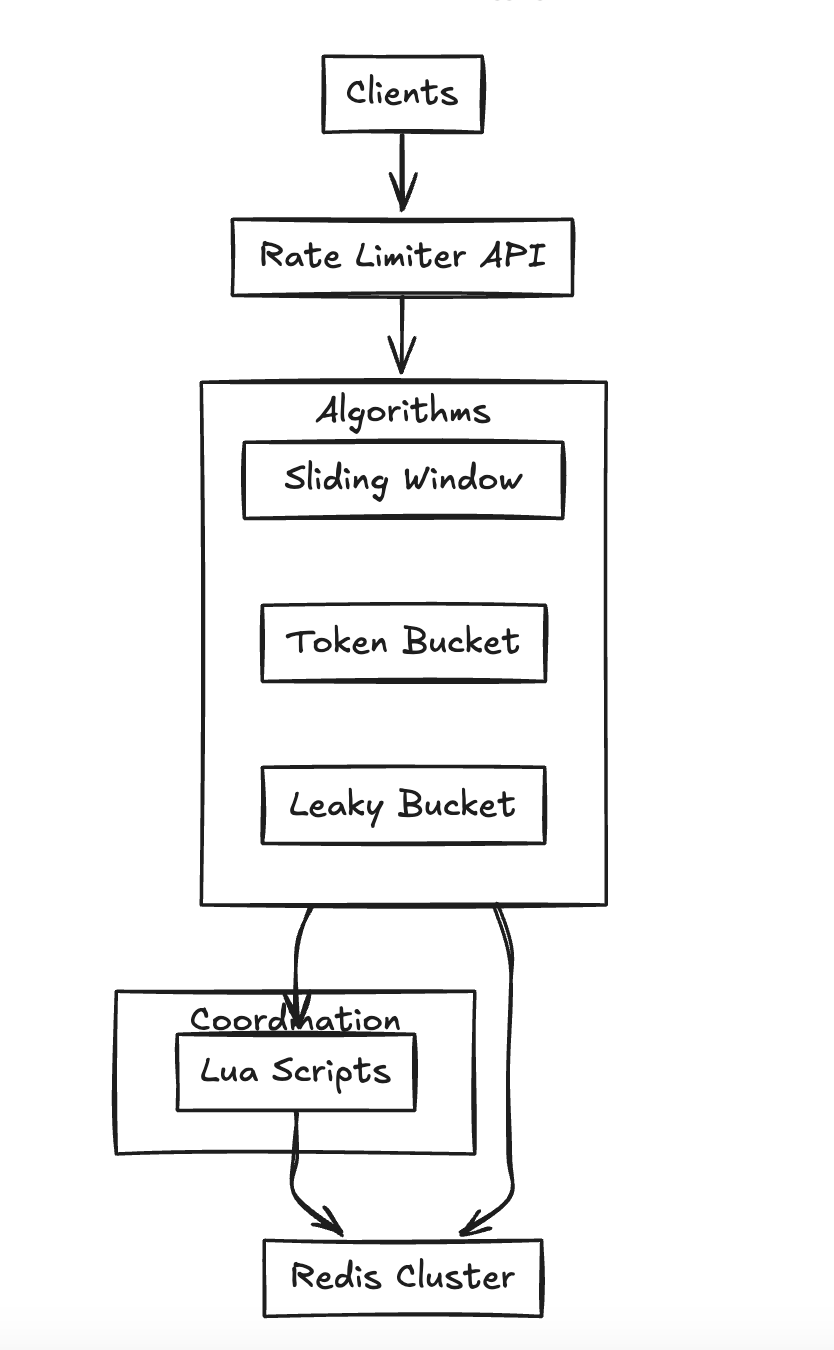 Clients
Rate Limiter API
Algorithms
Sliding Window
Token Bucket
Leaky Bucket
Coordination
Lua Scripts
Redis Cluster